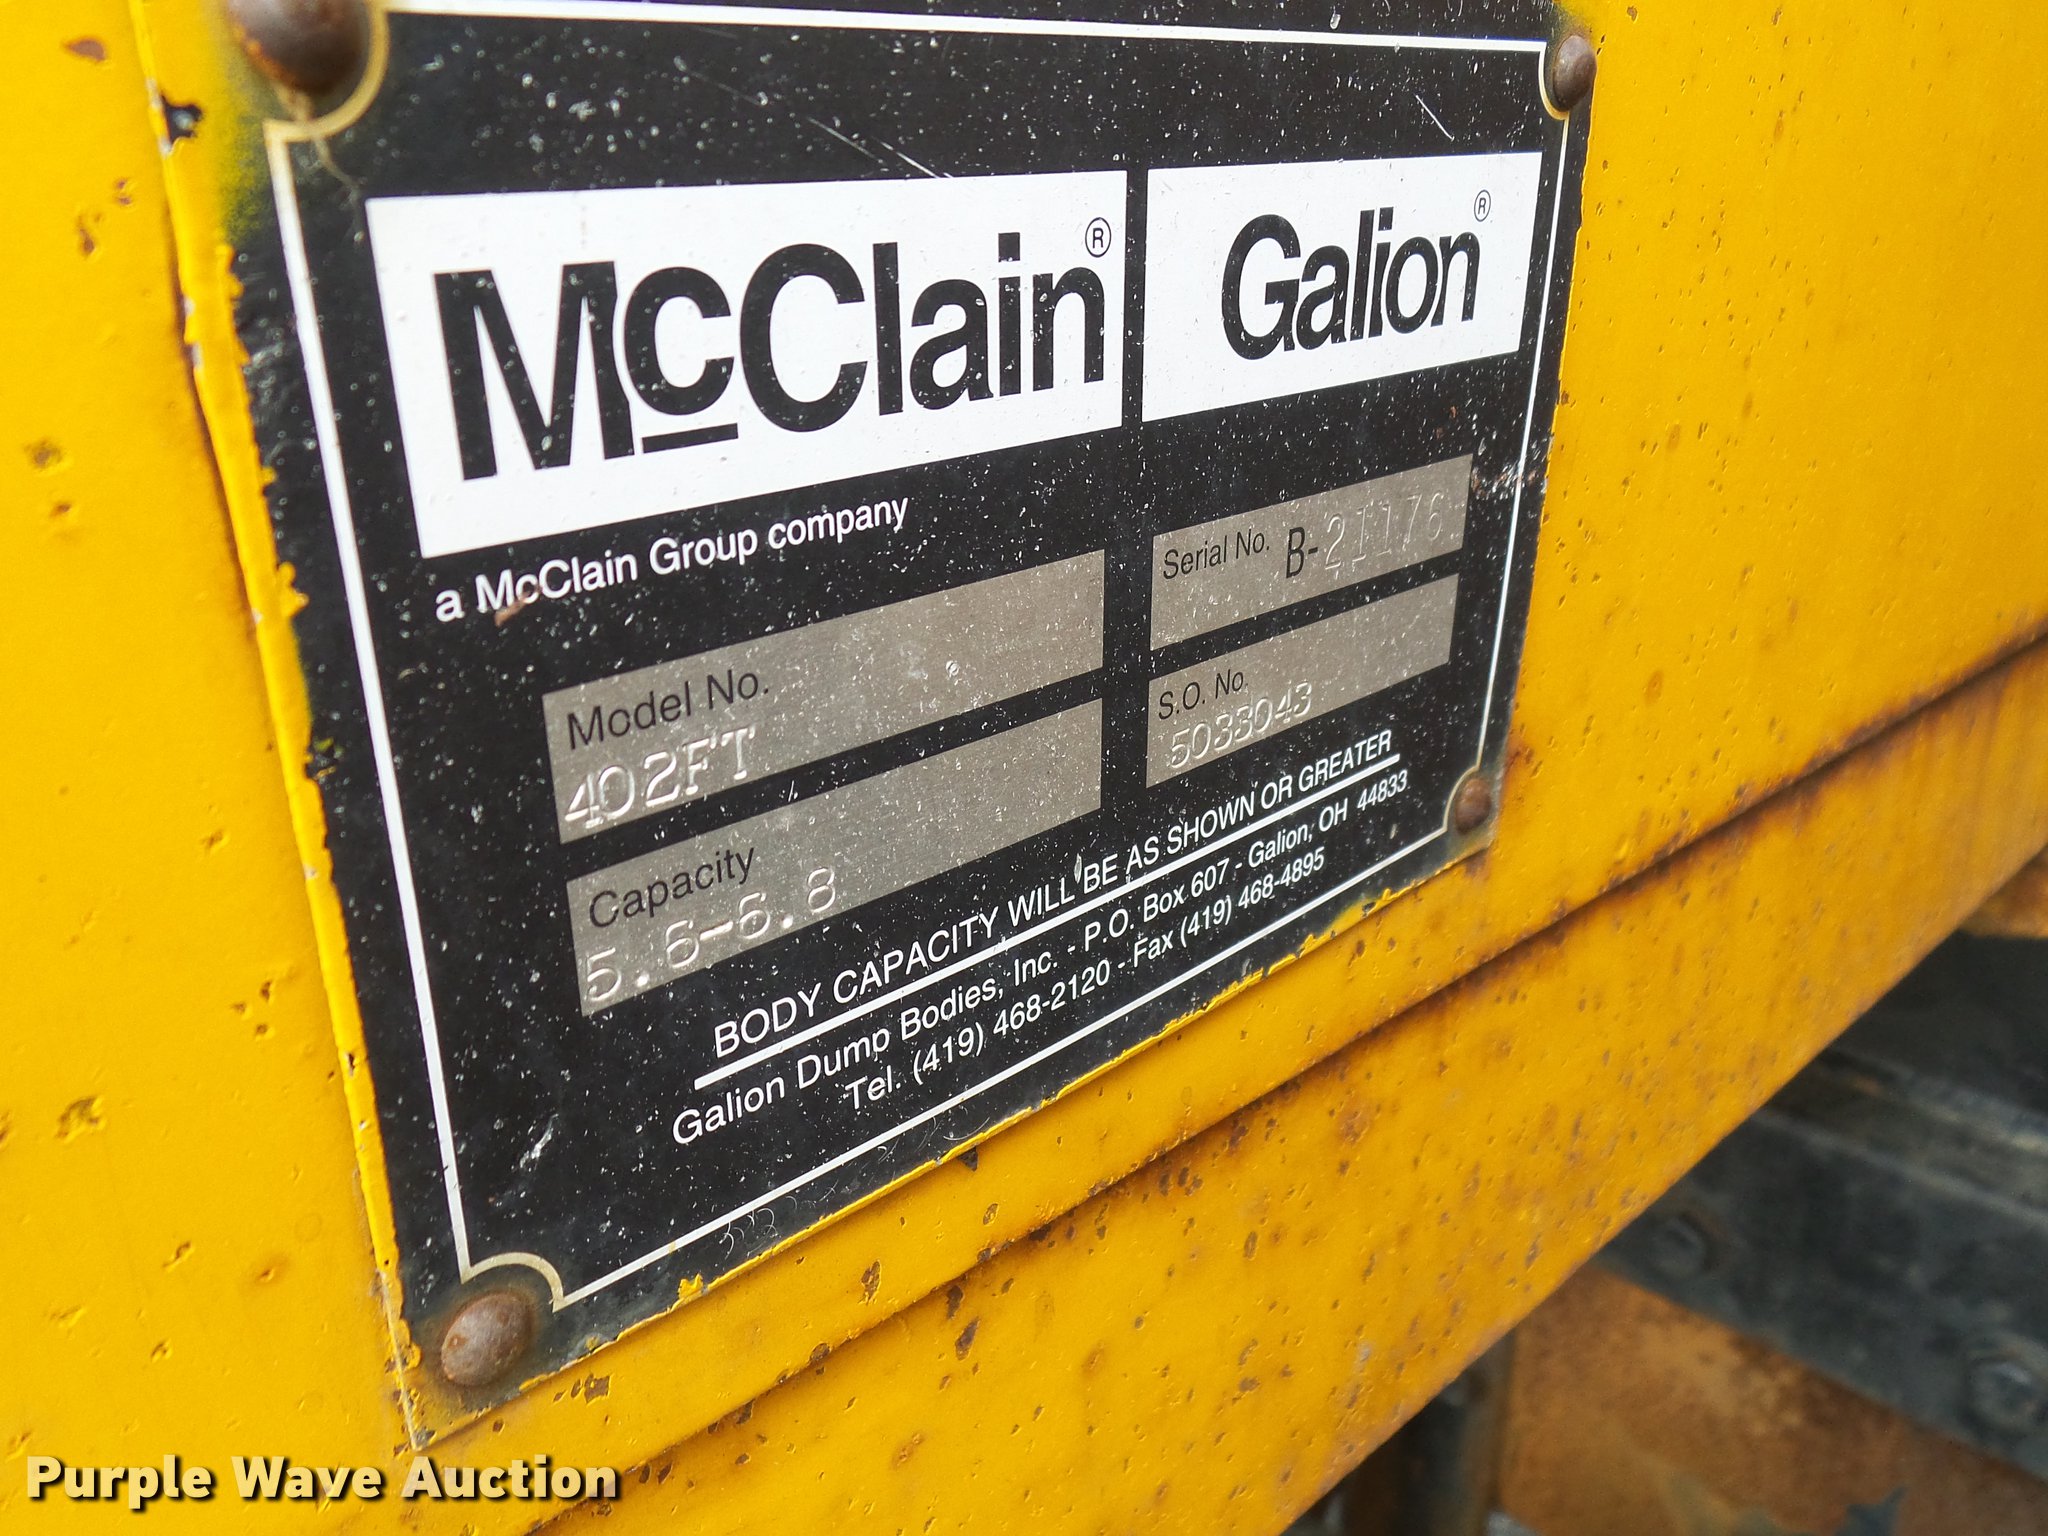 McClain® Galion®
a McClain Group company
Serial No. B-21176
Model No.
402FT
S.O. No.
5033043
Capacity
5.6-6.8
BODY CAPACITY WILL BE AS SHOWN OR GREATER
Galion Dump Bodies, Inc. - P.O. Box 607 - Galion, OH 44833
Tel. (419) 468-2120 - Fax (419) 468-4895
Purple Wave Auction